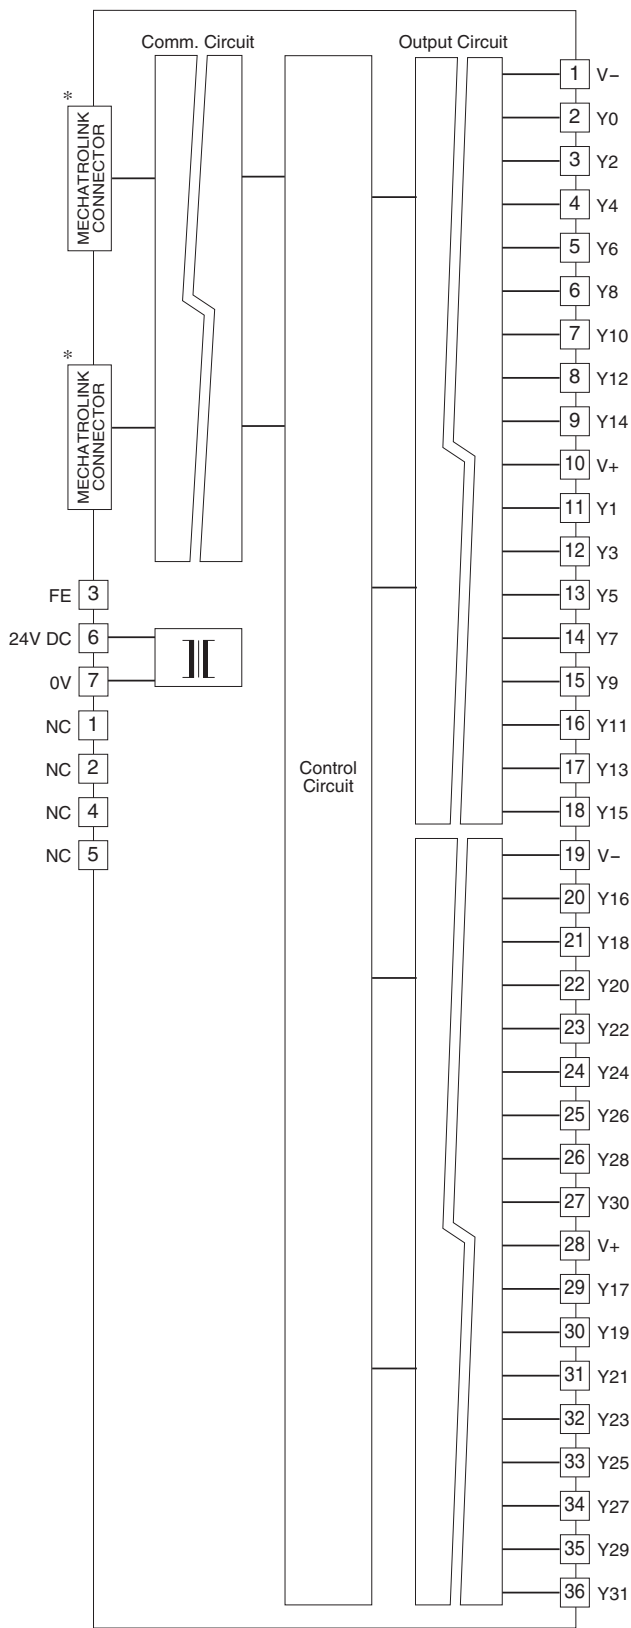 Comm. Circuit
Output Circuit
*
MECHATROLINK
CONNECTOR
*
MECHATROLINK
CONNECTOR
FE 3
24V DC 6
0V 7
NC 1
NC 2
NC 4
NC 5
Control
Circuit
1 V−
2 Y0
3 Y2
4 Y4
5 Y6
6 Y8
7 Y10
8 Y12
9 Y14
10 V+
11 Y1
12 Y3
13 Y5
14 Y7
15 Y9
16 Y11
17 Y13
18 Y15
19 V−
20 Y16
21 Y18
22 Y20
23 Y22
24 Y24
25 Y26
26 Y28
27 Y30
28 V+
29 Y17
30 Y19
31 Y21
32 Y23
33 Y25
34 Y27
35 Y29
36 Y31